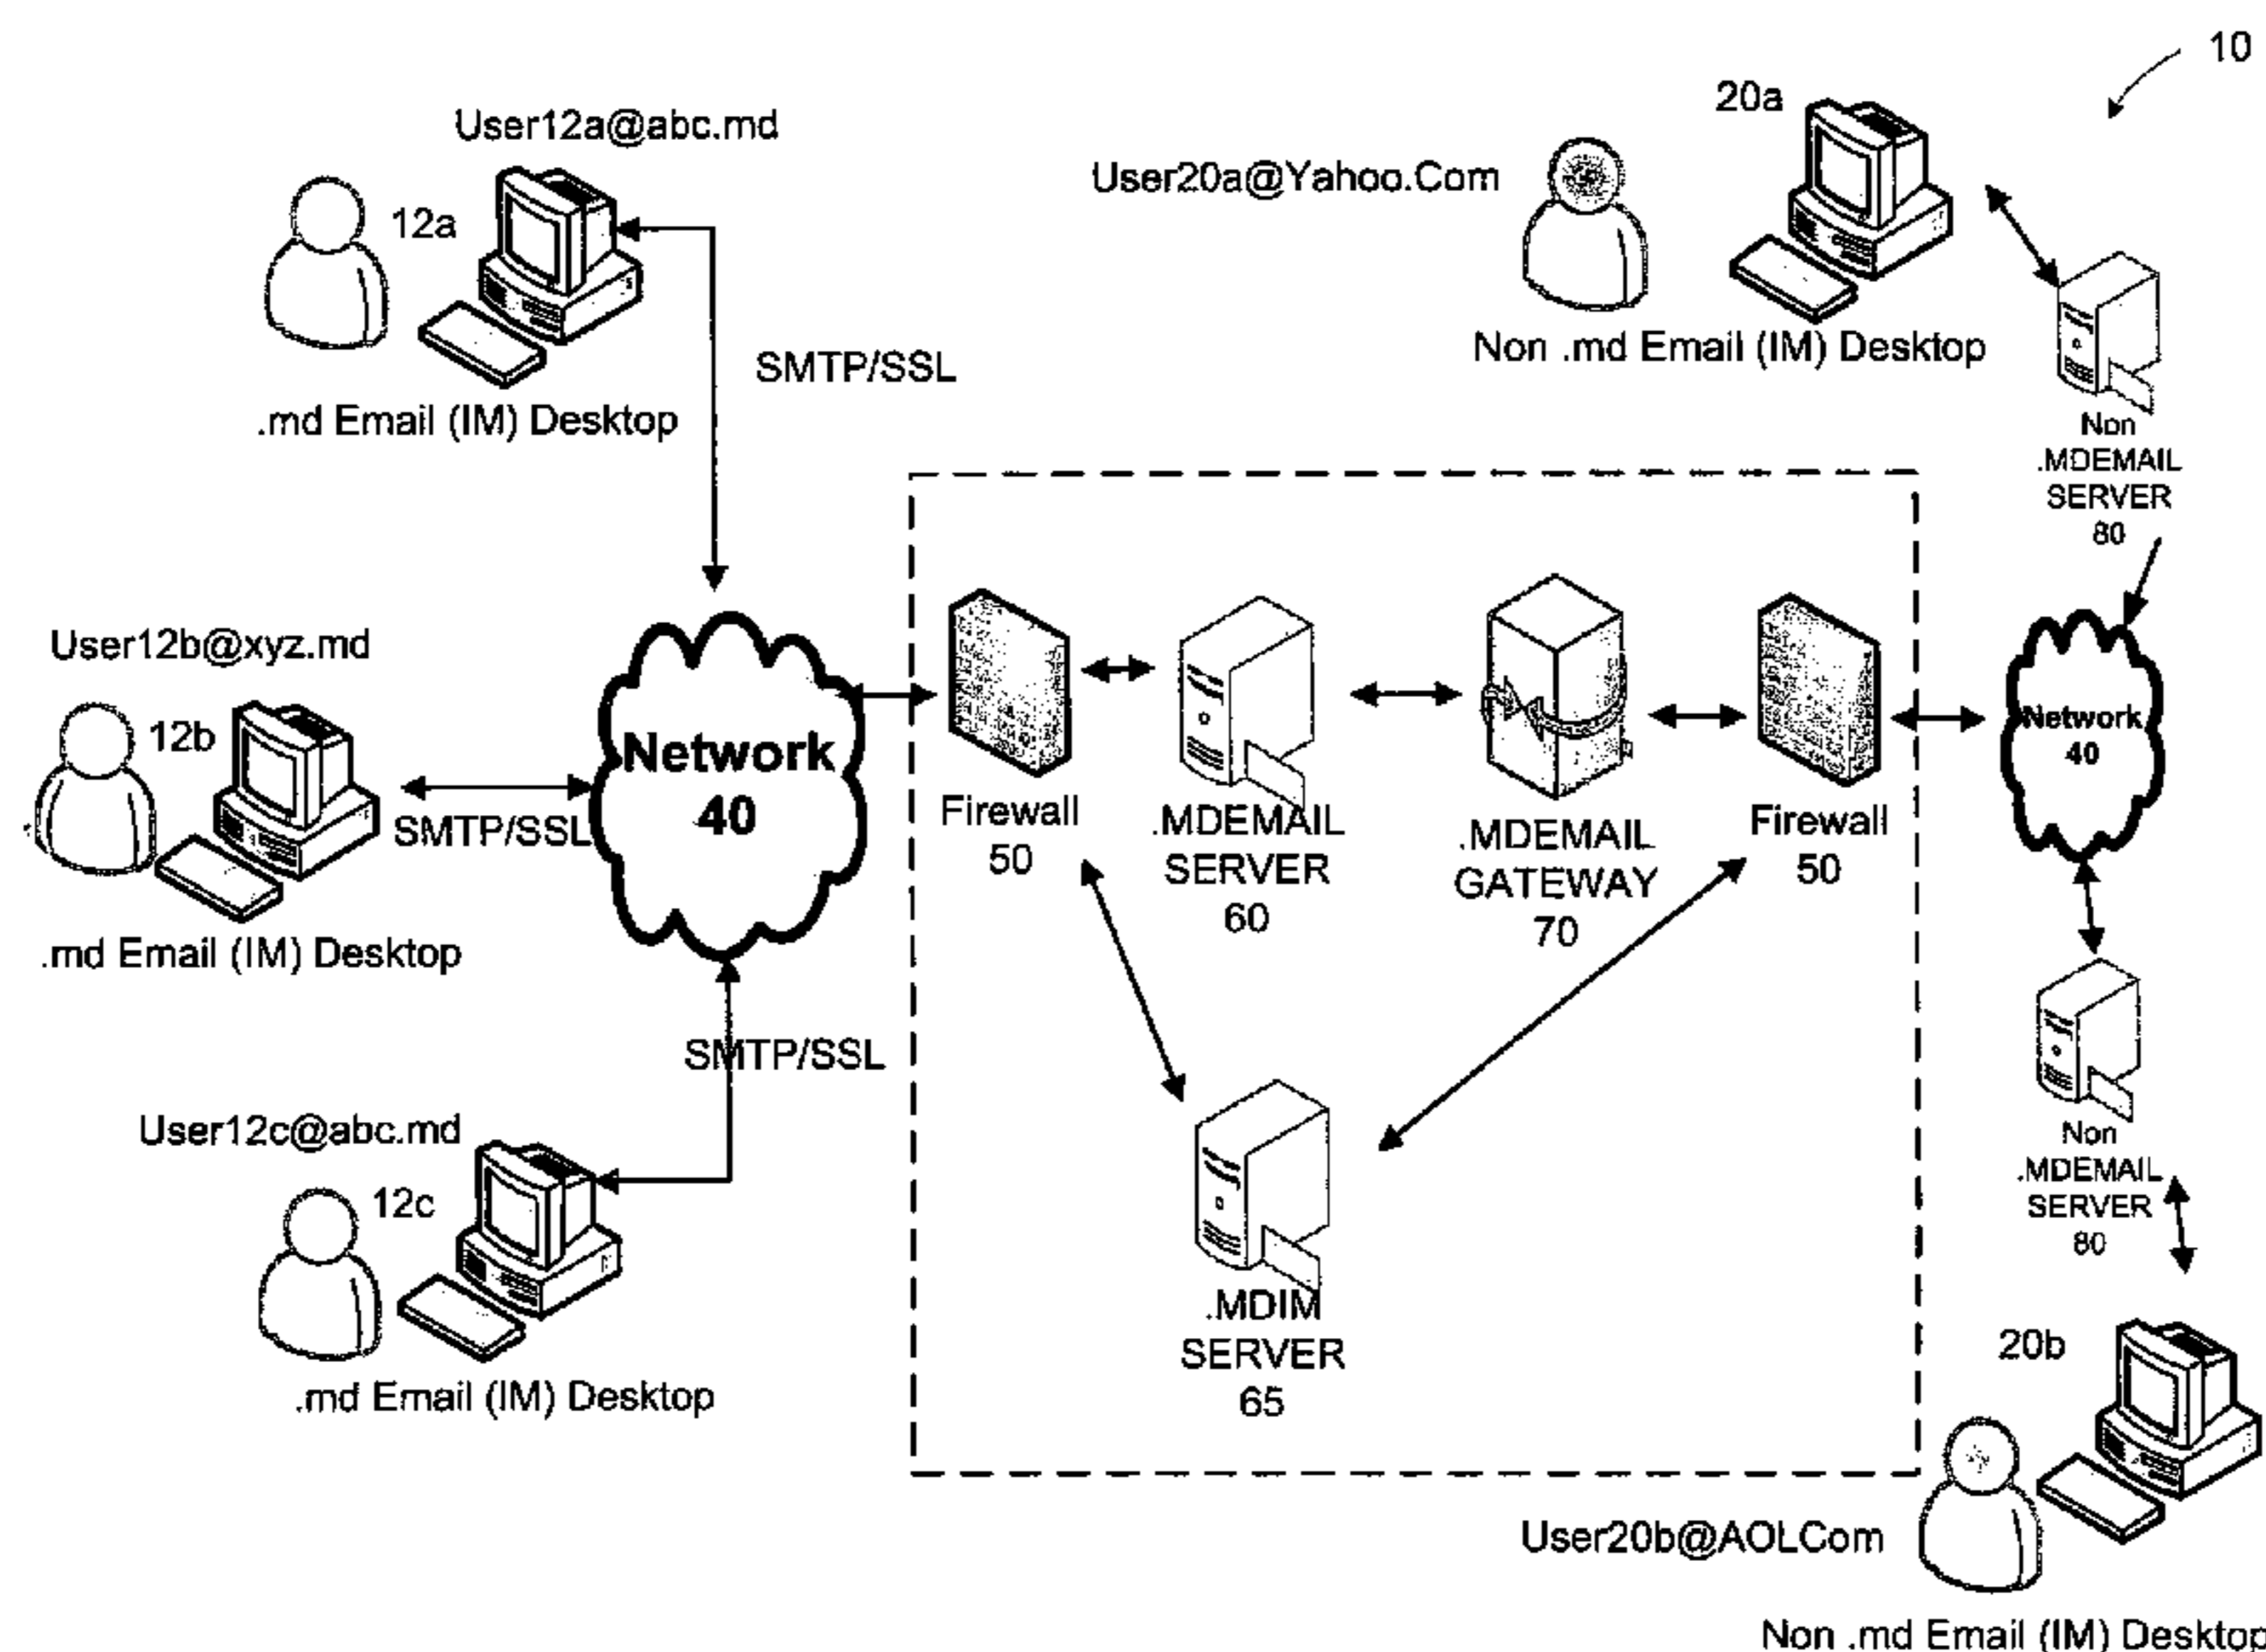 10
User12a@abc.md
12a
SMTP/SSL
.md Email (IM) Desktop
20a
User20a@Yahoo.Com
Non .md Email (IM) Desktop
Non
.MDEMAIL
SERVER
80
User12b@xyz.md
12b
SMTP/SSL
.md Email (IM) Desktop
Network
40
Firewall
50
.MDEMAIL
SERVER
60
.MDEMAIL
GATEWAY
70
Firewall
50
Network
40
SMTP/SSL
User12c@abc.md
12c
.md Email (IM) Desktop
.MDIM
SERVER
65
Non
.MDEMAIL
SERVER
80
20b
User20b@AOLCom
Non .md Email (IM) Desktop